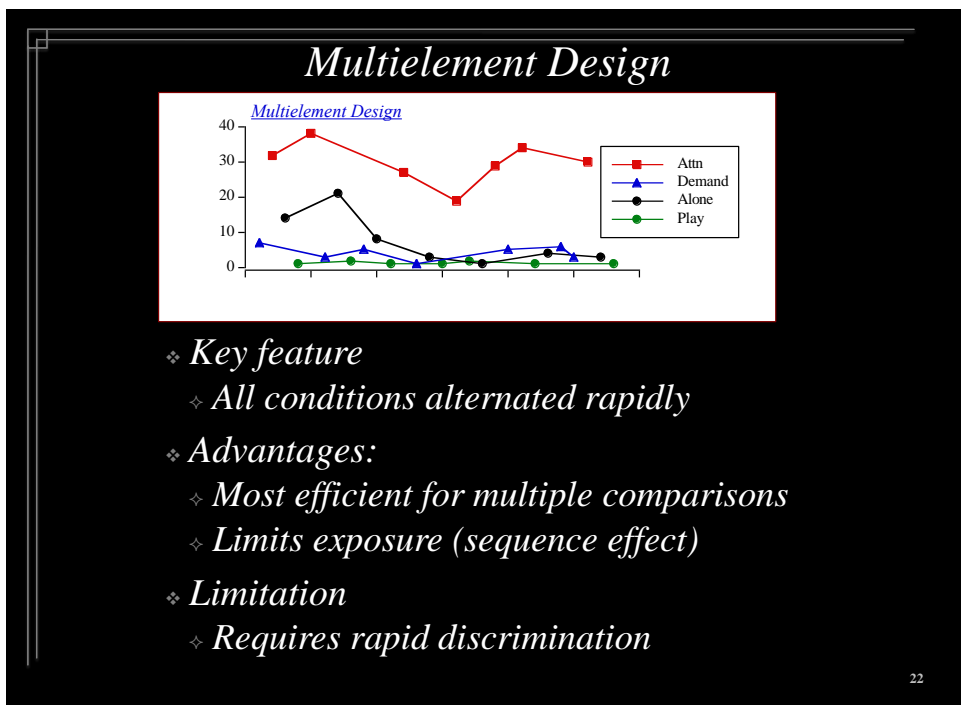 Multielement Design
Multielement Design
40
30
20
10
0
Attn
Demand
Alone
Play
Key feature
All conditions alternated rapidly
Advantages:
Most efficient for multiple comparisons
Limits exposure (sequence effect)
Limitation
Requires rapid discrimination
22